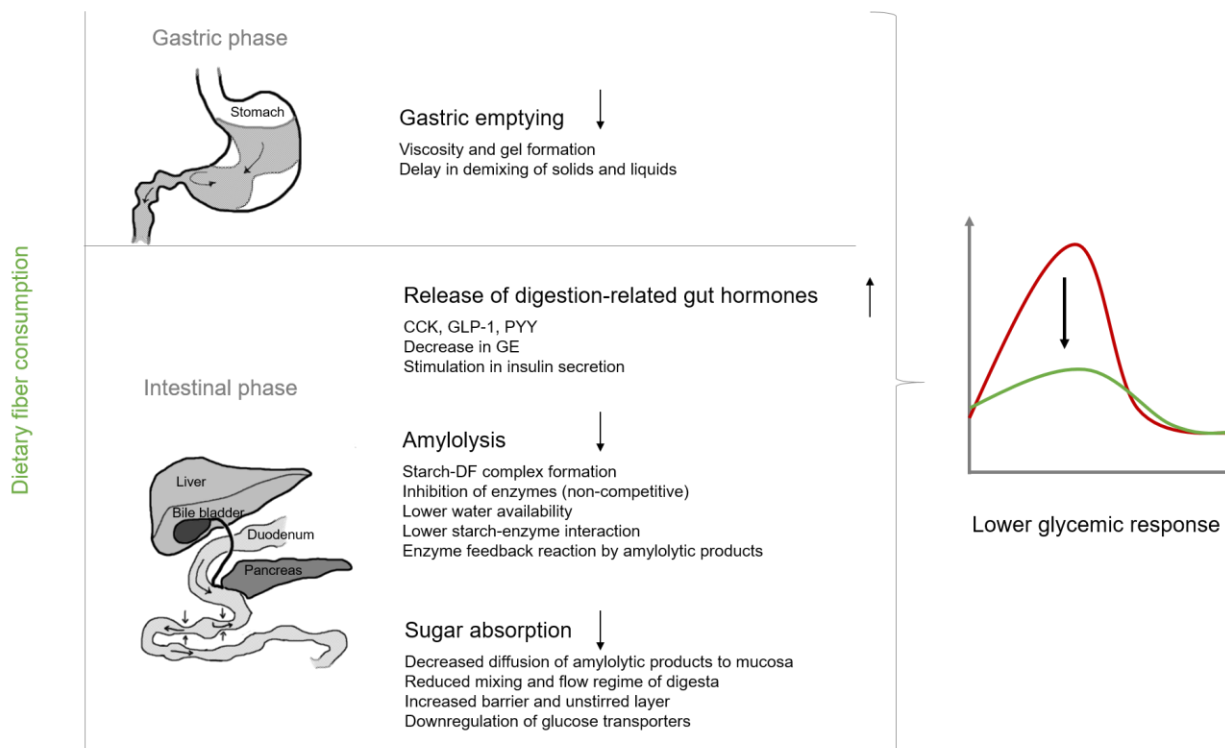 Dietary fiber consumption
Gastric phase
Stomach
Gastric emptying
Viscosity and gel formation
Delay in demixing of solids and liquids
Intestinal phase
Liver
Bile bladder
Duodenum
Pancreas
Release of digestion-related gut hormones
CCK, GLP-1, PYY
Decrease in GE
Stimulation in insulin secretion
Amylolysis
Starch-DF complex formation
Inhibition of enzymes (non-competitive)
Lower water availability
Lower starch-enzyme interaction
Enzyme feedback reaction by amylolytic products
Sugar absorption
Decreased diffusion of amylolytic products to mucosa
Reduced mixing and flow regime of digesta
Increased barrier and unstirred layer
Downregulation of glucose transporters
Lower glycemic response